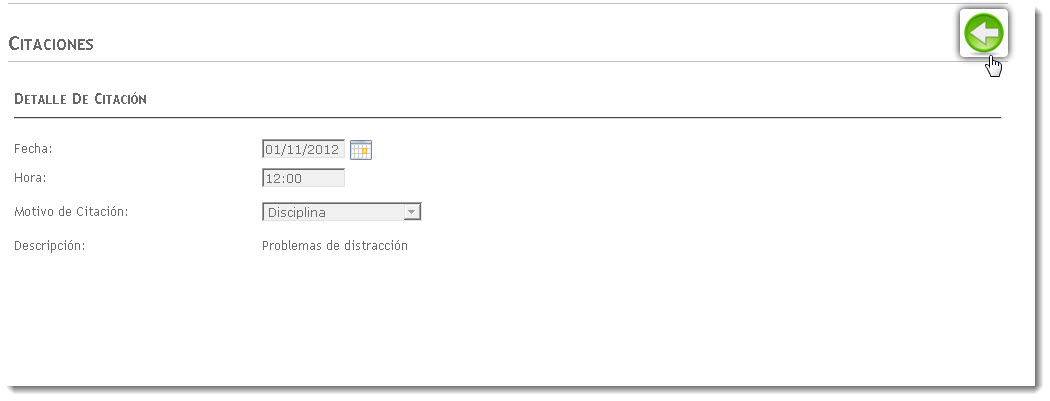 CITACIONES
DETALLE DE CITACIÓN
Fecha: 01/11/2012
Hora: 12:00
Motivo de Citación: Disciplina
Descripción: Problemas de distracción